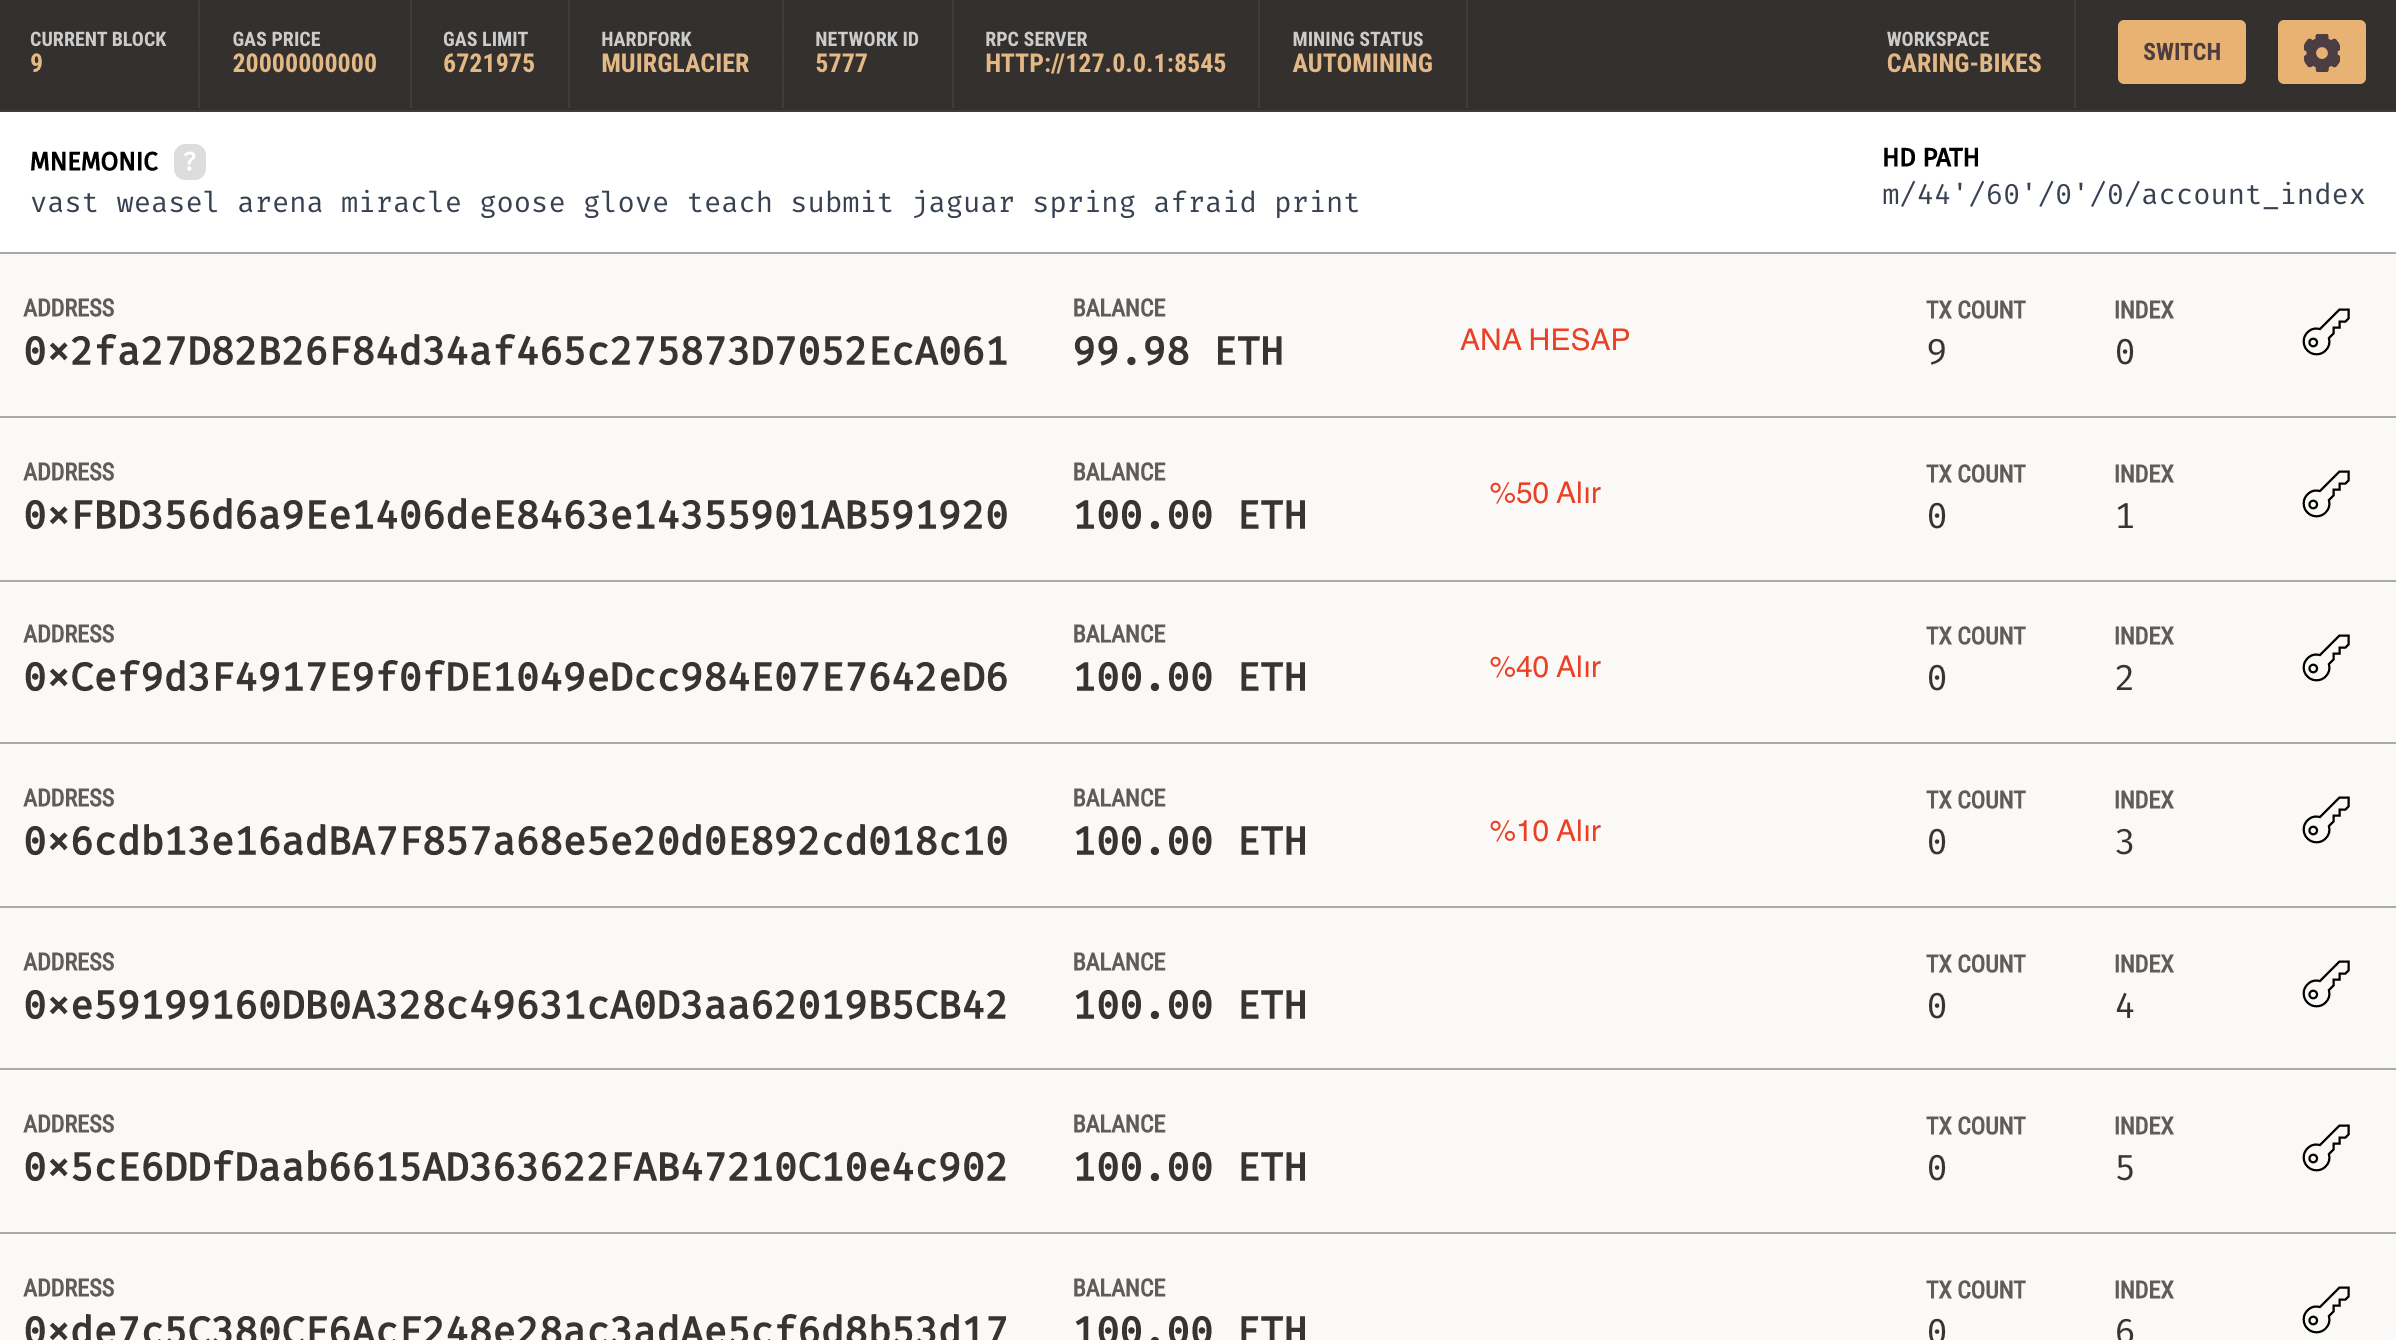 CURRENT BLOCK
9
GAS PRICE
20000000000
GAS LIMIT
6721975
HARDFORK
MUIRGLACIER
NETWORK ID
5777
RPC SERVER
HTTP://127.0.0.1:8545
MINING STATUS
AUTOMINING
WORKSPACE
CARING-BIKES
SWITCH
MNEMONIC ?
vast weasel arena miracle goose glove teach submit jaguar spring afraid print
HD PATH
m/44'/60'/0'/0/account_index
ADDRESS BALANCE TX COUNT INDEX
0×2fa27D82B26F84d34af465c275873D7052EcA061 99.98 ETH ANA HESAP 9 0
ADDRESS BALANCE TX COUNT INDEX
0×FBD356d6a9Ee1406deE8463e14355901AB591920 100.00 ETH %50 Alır 0 1
ADDRESS BALANCE TX COUNT INDEX
0×Cef9d3F4917E9f0fDE1049eDcc984E07E7642eD6 100.00 ETH %40 Alır 0 2
ADDRESS BALANCE TX COUNT INDEX
0×6cdb13e16adBA7F857a68e5e20d0E892cd018c10 100.00 ETH %10 Alır 0 3
ADDRESS BALANCE TX COUNT INDEX
0×e59199160DB0A328c49631cA0D3aa62019B5CB42 100.00 ETH 0 4
ADDRESS BALANCE TX COUNT INDEX
0×5cE6DDfDaab6615AD363622FAB47210C10e4c902 100.00 ETH 0 5
ADDRESS BALANCE TX COUNT INDEX
100.00 ETH 0 6